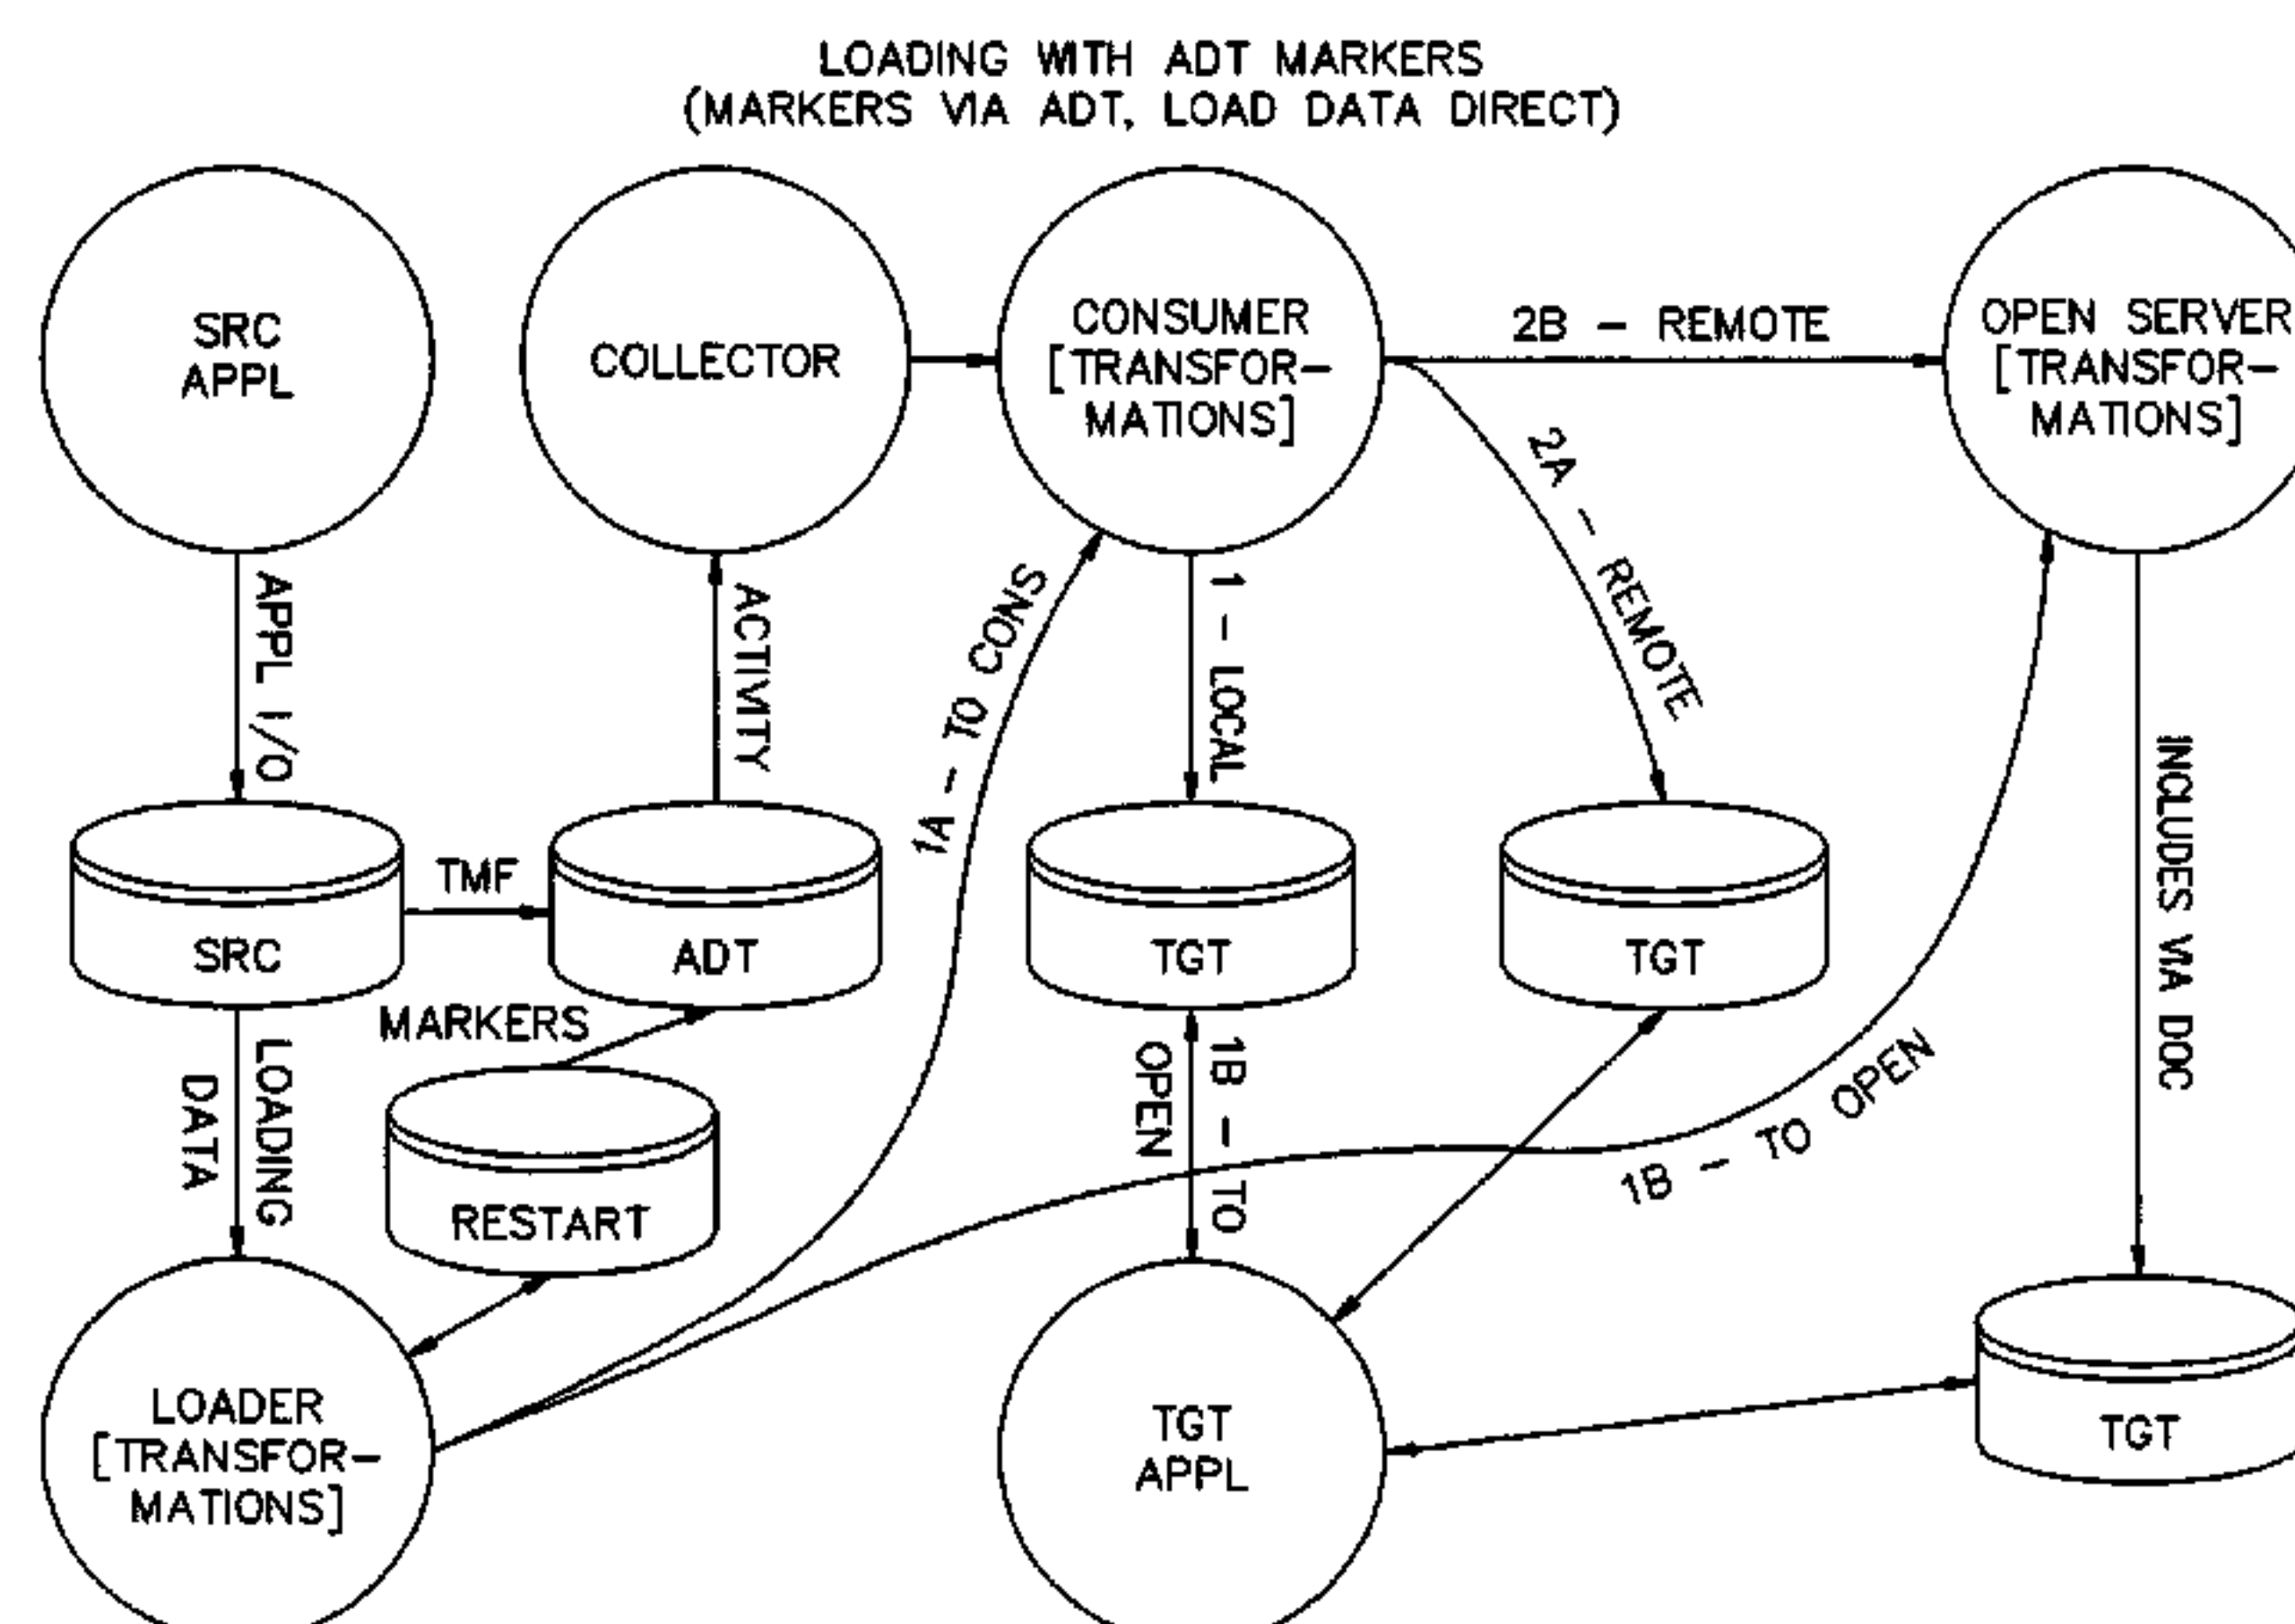 LOADING WITH ADT MARKERS
(MARKERS VIA ADT, LOAD DATA DIRECT)
SRC
APPL
COLLECTOR
CONSUMER
[TRANSFOR-
MATIONS]
2B - REMOTE
OPEN SERVER
[TRANSFOR-
MATIONS]
2A - REMOTE
APPL I/O
ACTIVITY
1A - TO CONS
1 - LOCAL
INCLUDES VIA DOC
SRC
TMF
ADT
TGT
TGT
MARKERS
LOADING
DATA
RESTART
1B - TO
OPEN
1B - TO OPEN
LOADER
[TRANSFOR-
MATIONS]
TGT
APPL
TGT